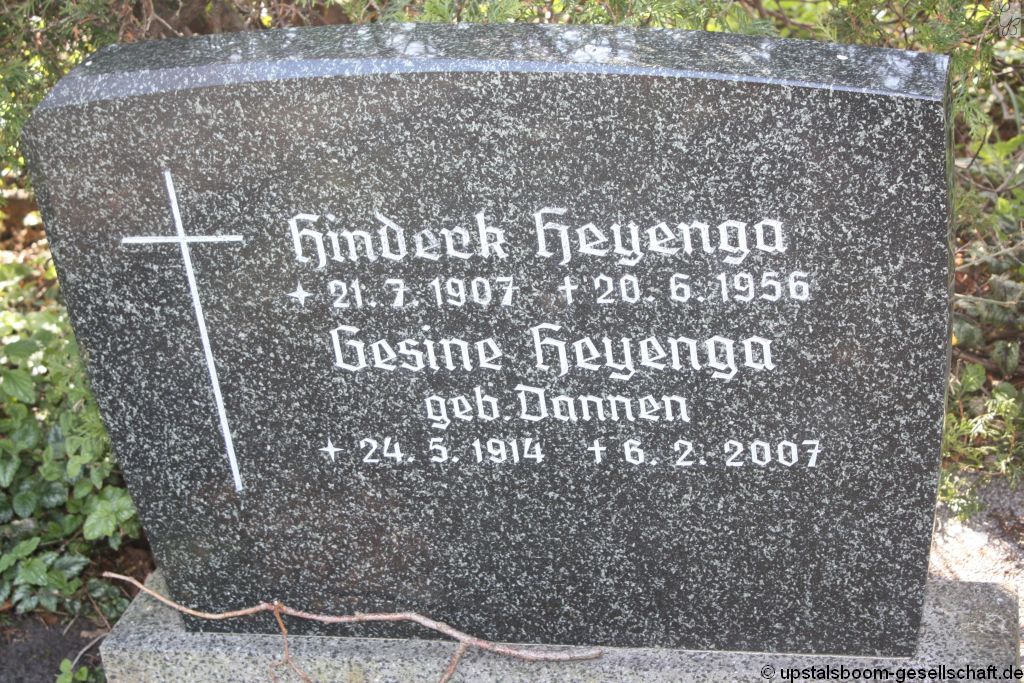 Hinderk Heyenga
✦ 21. 7. 1907 † 20. 6. 1956
Gesine Heyenga
geb. Dannen
✦ 24. 5. 1914 † 6. 2. 2007
© upstalsboom-gesellschaft.de